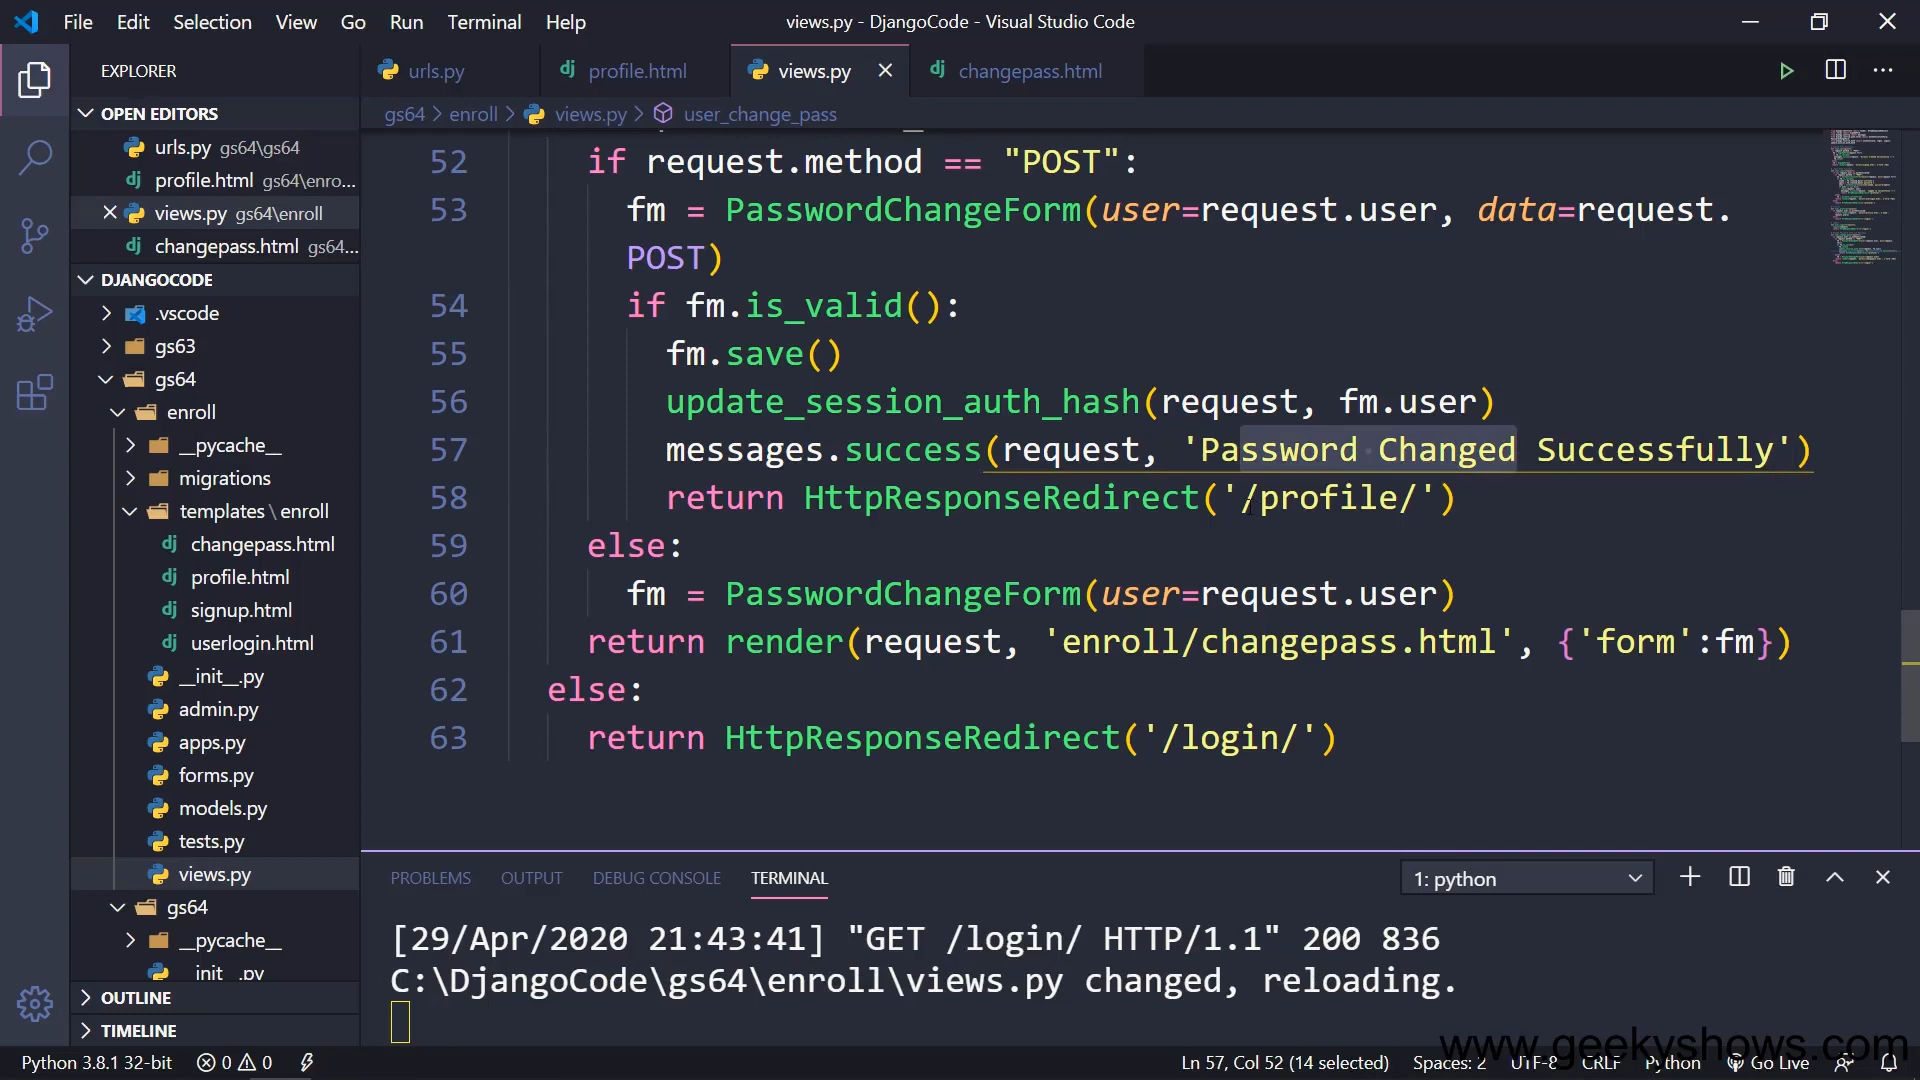 File Edit Selection View Go Run Terminal Help
views.py - DjangoCode - Visual Studio Code
EXPLORER
OPEN EDITORS
urls.py gs64\gs64
profile.html gs64\enro...
views.py gs64\enroll
changepass.html gs64...
DJANGOCODE
.vscode
gs63
gs64
enroll
__pycache__
migrations
templates \ enroll
changepass.html
profile.html
signup.html
userlogin.html
__init__.py
admin.py
apps.py
forms.py
models.py
tests.py
views.py
gs64
__pycache__
__init__.py
OUTLINE
TIMELINE
urls.py profile.html views.py changepass.html
gs64 > enroll > views.py > user_change_pass
52 if request.method == "POST":
53 fm = PasswordChangeForm(user=request.user, data=request.
POST)
54 if fm.is_valid():
55 fm.save()
56 update_session_auth_hash(request, fm.user)
57 messages.success(request, 'Password Changed Successfully')
58 return HttpResponseRedirect('/profile/')
59 else:
60 fm = PasswordChangeForm(user=request.user)
61 return render(request, 'enroll/changepass.html', {'form':fm})
62 else:
63 return HttpResponseRedirect('/login/')
PROBLEMS OUTPUT DEBUG CONSOLE TERMINAL
1: python
[29/Apr/2020 21:43:41] "GET /login/ HTTP/1.1" 200 836
C:\DjangoCode\gs64\enroll\views.py changed, reloading.
www.geekyshows.com
Python 3.8.1 32-bit 0 0
Ln 57, Col 52 (14 selected) Spaces: 2 UTF-8 CRLF Python Go Live